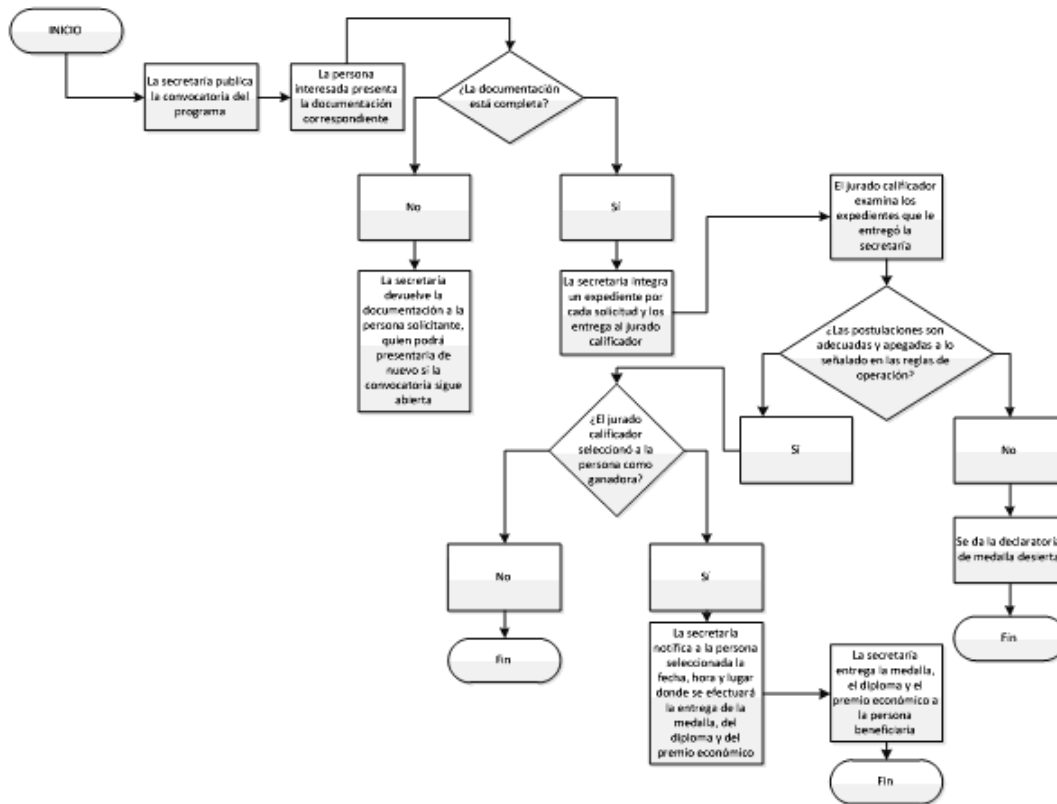 INICIO
La secretaría publica
la convocatoria del
programa
La persona
interesada presenta
la documentación
correspondiente
¿La documentación
está completa?
No
Sí
La secretaría
devuelve la
documentación a la
persona solicitante,
quien podrá
presentarla de
nuevo si la
convocatoria sigue
abierta
La secretaría integra
un expediente por
cada solicitud y los
entrega al jurado
calificador
El jurado calificador
examina los
expedientes que le
entregó la
secretaría
¿Las postulaciones son
adecuadas y apegadas a lo
señalado en las reglas de
operación?
Sí
No
Se da la declaratoria
de medalla desierta
Fin
¿El jurado
calificador
seleccionó a la
persona como
ganadora?
No
Fin
Sí
La secretaría
notifica a la persona
seleccionada la
fecha, hora y lugar
donde se efectuará
la entrega de la
medalla, del
diploma y del
premio económico
La secretaría
entrega la medalla,
el diploma y el
premio económico a
la persona
beneficiaria
Fin